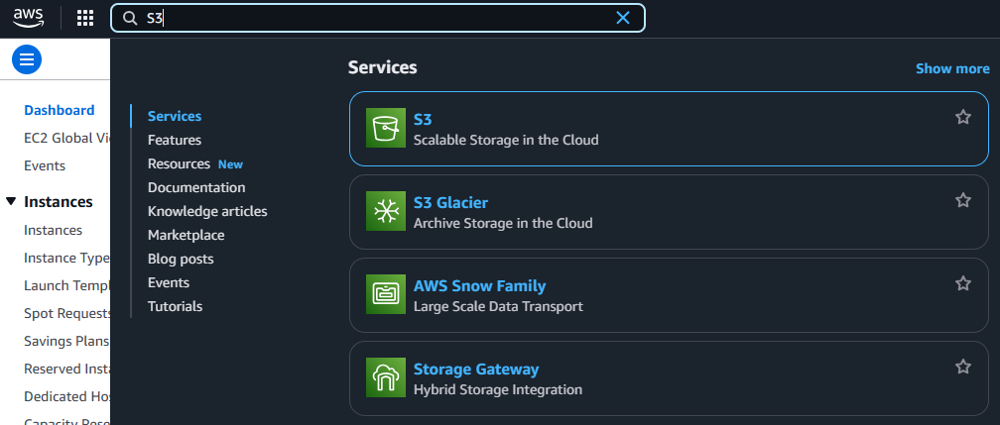 aws
S3
Dashboard
EC2 Global Vi
Events
Instances
Instances
Instance Type
Launch Templ
Spot Requests
Savings Plans
Reserved Insta
Dedicated Hos
Capacity Rese
Services
Features
Resources New
Documentation
Knowledge articles
Marketplace
Blog posts
Events
Tutorials
Services
Show more
S3
Scalable Storage in the Cloud
S3 Glacier
Archive Storage in the Cloud
AWS Snow Family
Large Scale Data Transport
Storage Gateway
Hybrid Storage Integration